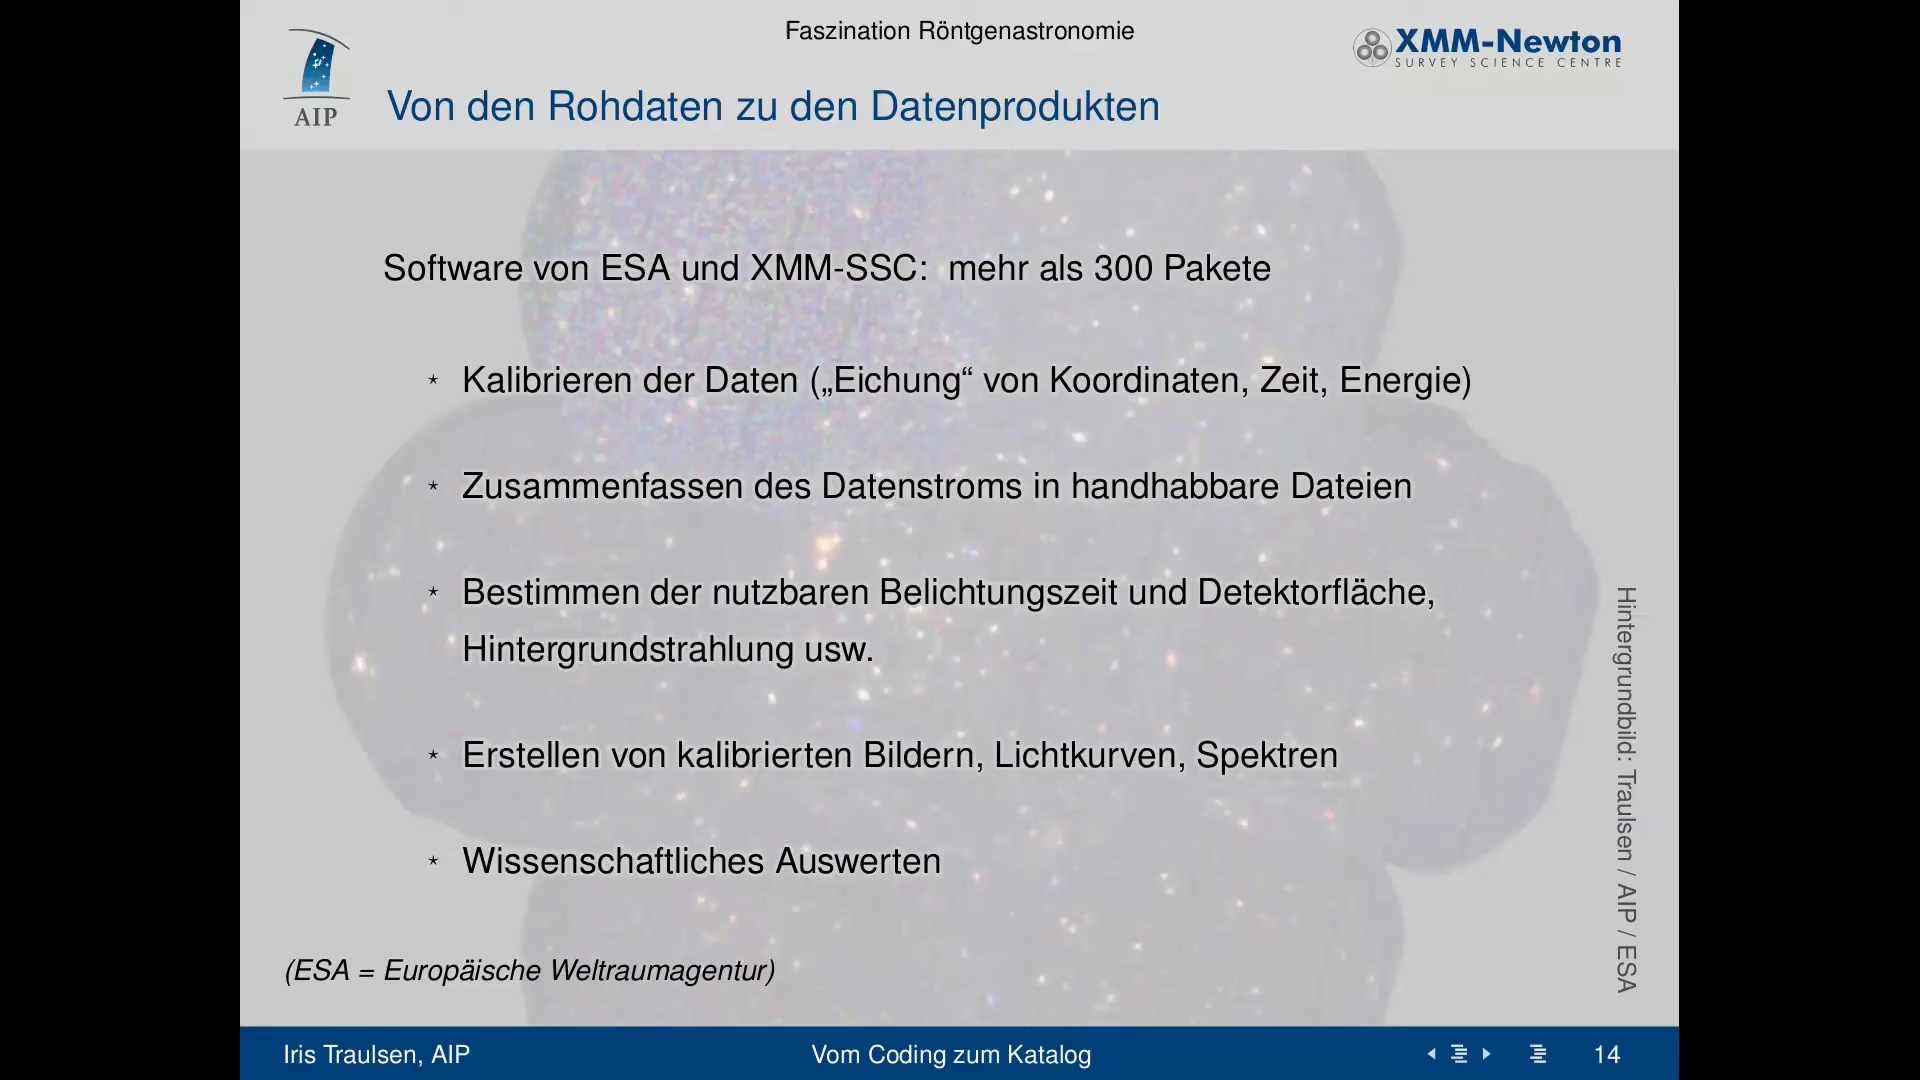 Faszination Röntgenastronomie
XMM-Newton
SURVEY SCIENCE CENTRE
AIP
Von den Rohdaten zu den Datenprodukten
Software von ESA und XMM-SSC: mehr als 300 Pakete
* Kalibrieren der Daten („Eichung“ von Koordinaten, Zeit, Energie)
* Zusammenfassen des Datenstroms in handhabbare Dateien
* Bestimmen der nutzbaren Belichtungszeit und Detektorfläche,
Hintergrundstrahlung usw.
* Erstellen von kalibrierten Bildern, Lichtkurven, Spektren
* Wissenschaftliches Auswerten
Hintergrundbild: Traulsen / AIP / ESA
(ESA = Europäische Weltraumagentur)
Iris Traulsen, AIP
Vom Coding zum Katalog
14